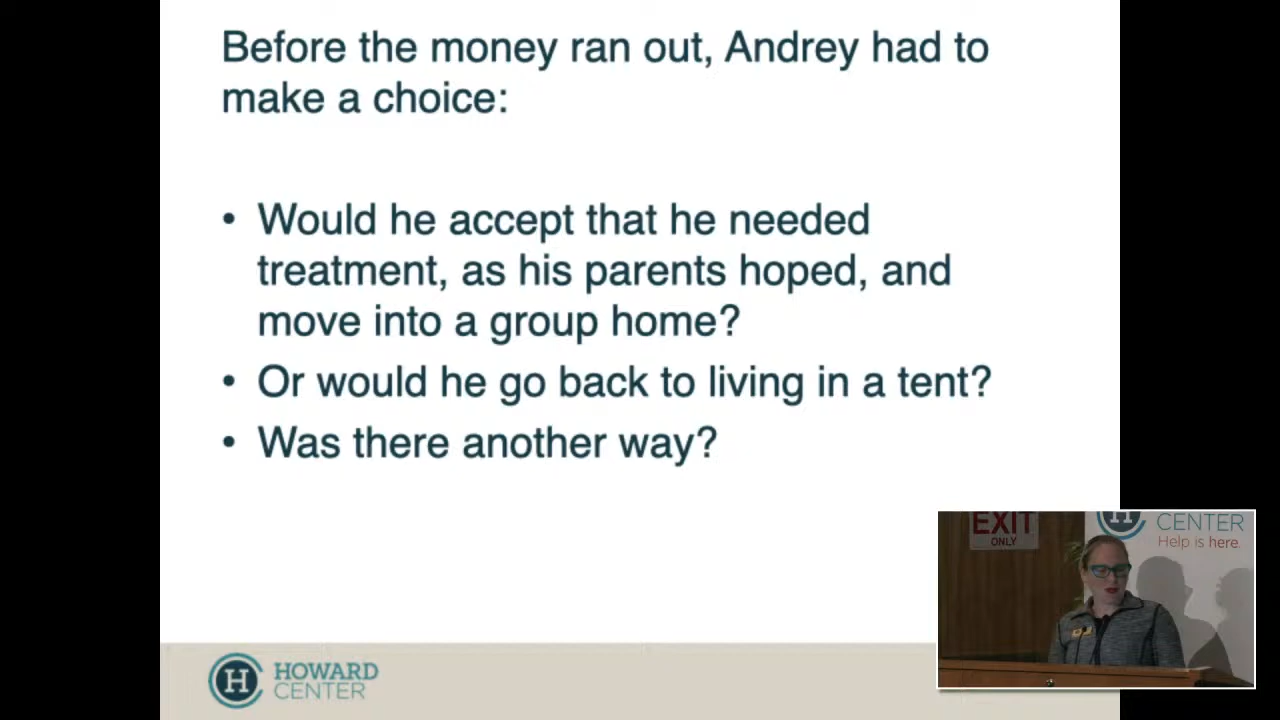 Before the money ran out, Andrey had to
make a choice:
• Would he accept that he needed
treatment, as his parents hoped, and
move into a group home?
• Or would he go back to living in a tent?
• Was there another way?
EXIT
ONLY
H
CENTER
Help is here.
H
HOWARD
CENTER